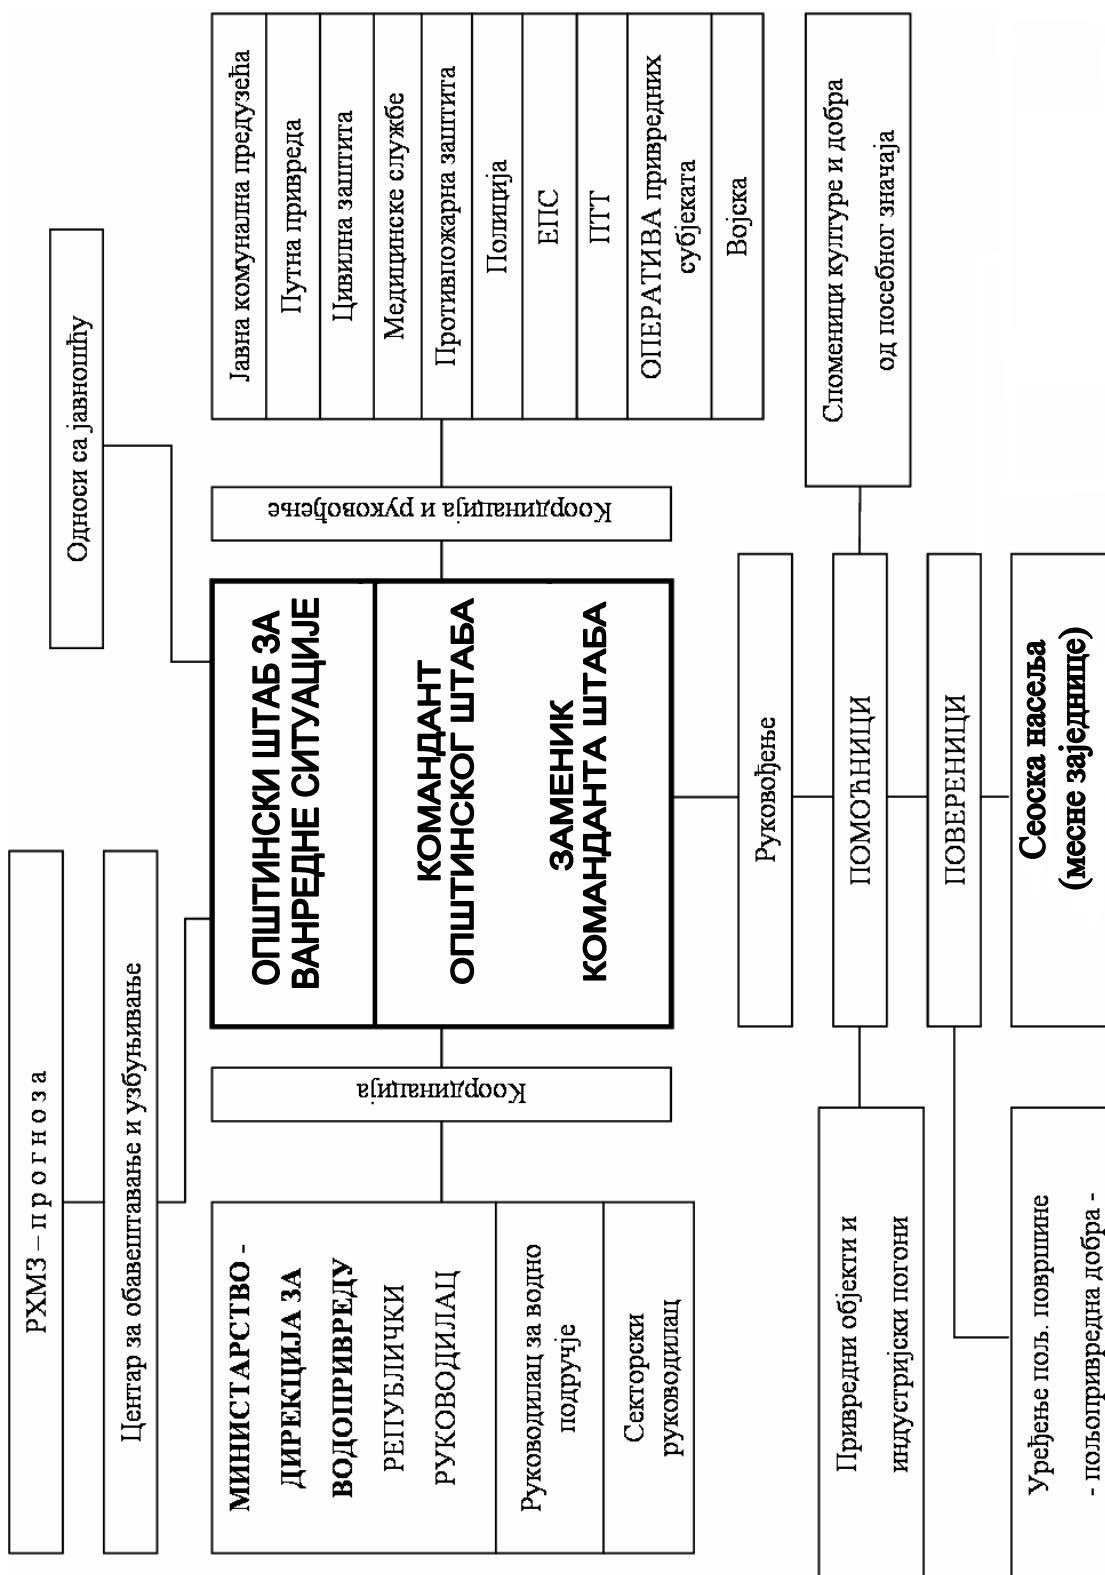 РХМЗ – п р о г н о з а
Центар за обавештавање и узбуњивање
Односи са јавношћу
МИНИСТАРСТВО -
ДИРЕКЦИЈА ЗА
ВОДОПРИВРЕДУ
РЕПУБЛИЧКИ
РУКОВОДИЛАЦ
Руководилац за водно
подручје
Секторски
руководилац
Координација
ОПШТИНСКИ ШТАБ ЗА
ВАНРЕДНЕ СИТУАЦИЈЕ
КОМАНДАНТ
ОПШТИНСКОГ ШТАБА
ЗАМЕНИК
КОМАНДАНТА ШТАБА
Координација и руковођење
Јавна комунална предузећа
Путна привреда
Цивилна заштита
Медицинске службе
Противпожарна заштита
Полиција
ЕПС
ПТТ
ОПЕРАТИВА привредних
субјеката
Војска
Руковођење
ПОМОЋНИЦИ
Привредни објекти и
индустријски погони
Споменици културе и добра
од посебног значаја
ПОВЕРЕНИЦИ
Уређење пољ. површине
- пољопривредна добра -
Сеоска насеља
(месне заједнице)